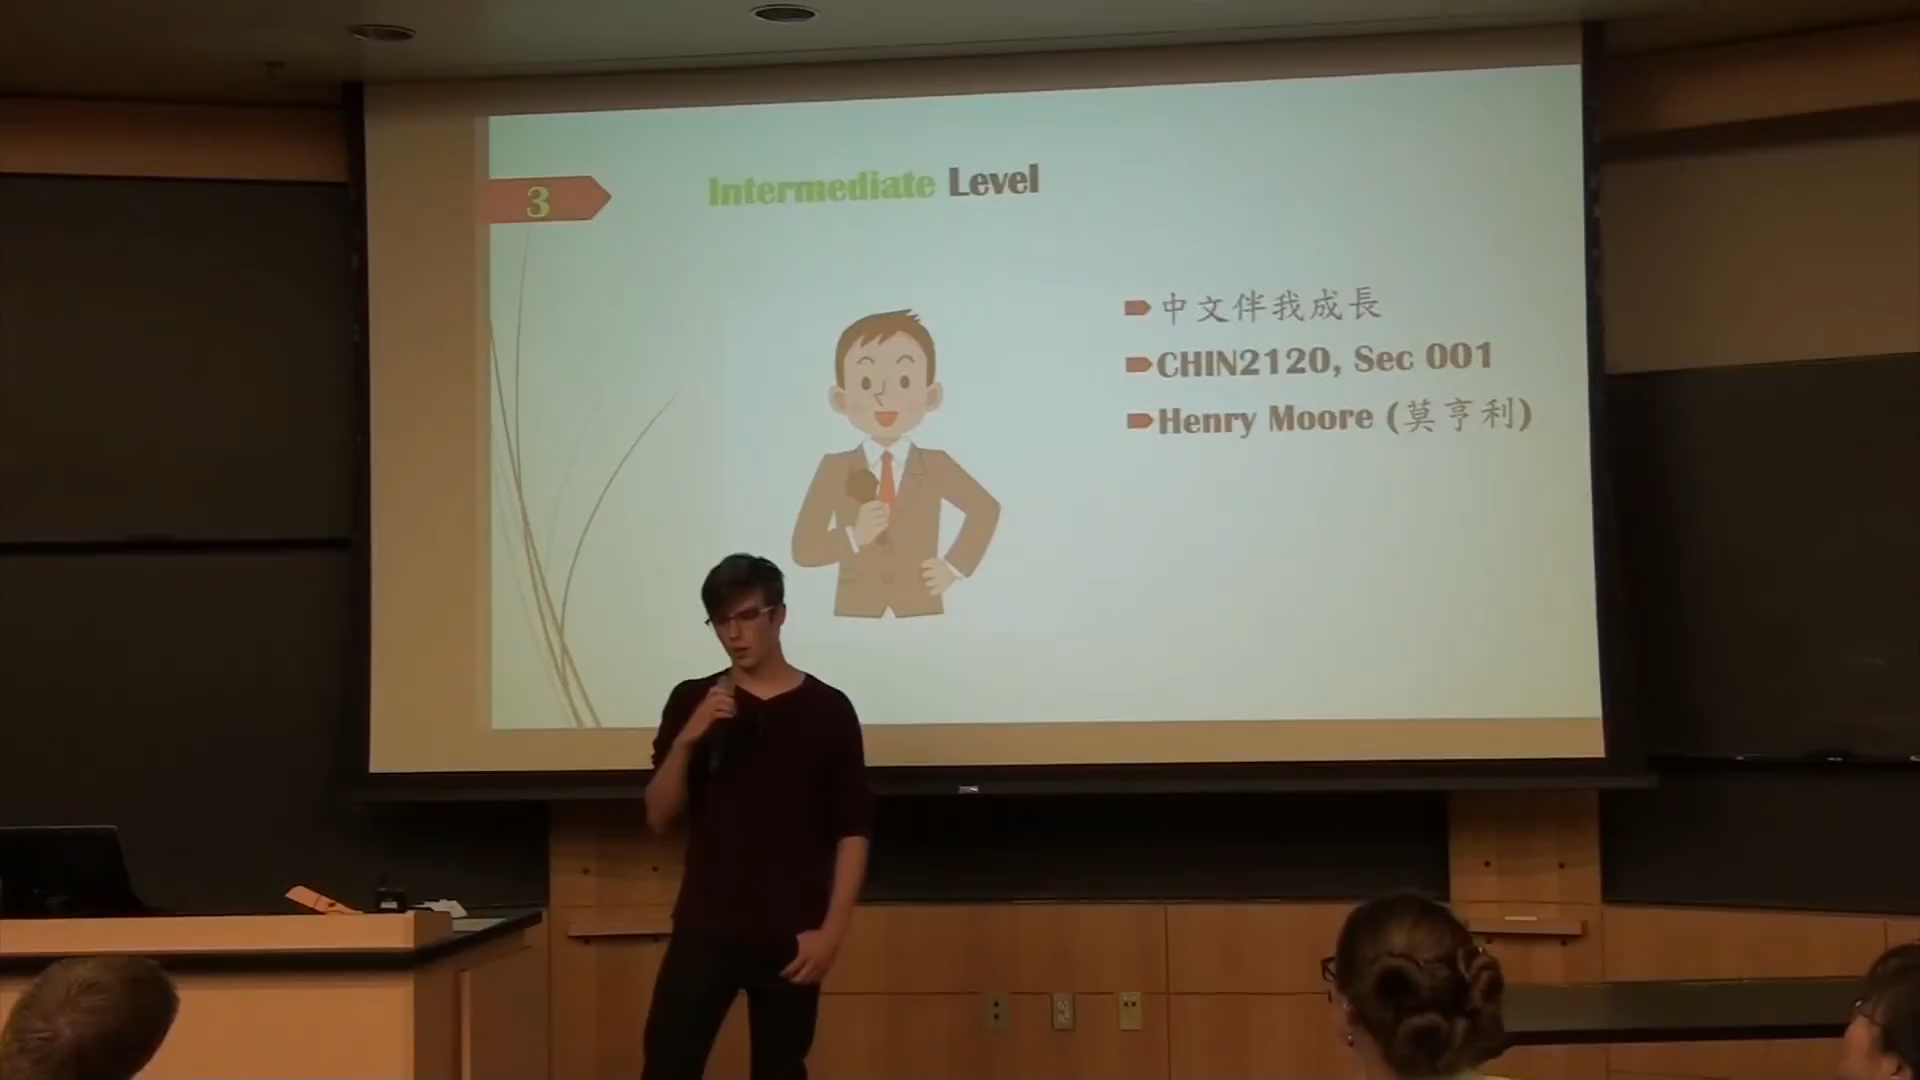 3
Intermediate Level
中文伴我成長
CHIN2120, Sec 001
Henry Moore (莫亨利)